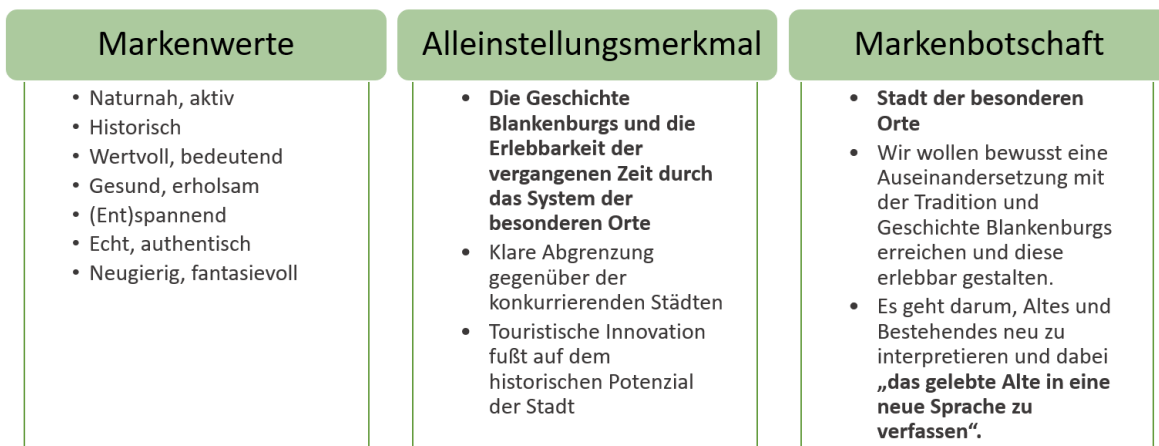 Markenwerte
• Naturnah, aktiv
• Historisch
• Wertvoll, bedeutend
• Gesund, erholsam
• (Ent)spannend
• Echt, authentisch
• Neugierig, fantasievoll
Alleinstellungsmerkmal
• Die Geschichte
Blankenburgs und die
Erlebbarkeit der
vergangenen Zeit durch
das System der
besonderen Orte
• Klare Abgrenzung
gegenüber der
konkurrierenden Städten
• Touristische Innovation
fußt auf dem
historischen Potenzial
der Stadt
Markenbotschaft
• Stadt der besonderen
Orte
• Wir wollen bewusst eine
Auseinandersetzung mit
der Tradition und
Geschichte Blankenburgs
erreichen und diese
erlebbar gestalten.
• Es geht darum, Altes und
Bestehendes neu zu
interpretieren und dabei
„das gelebte Alte in eine
neue Sprache zu
verfassen“.